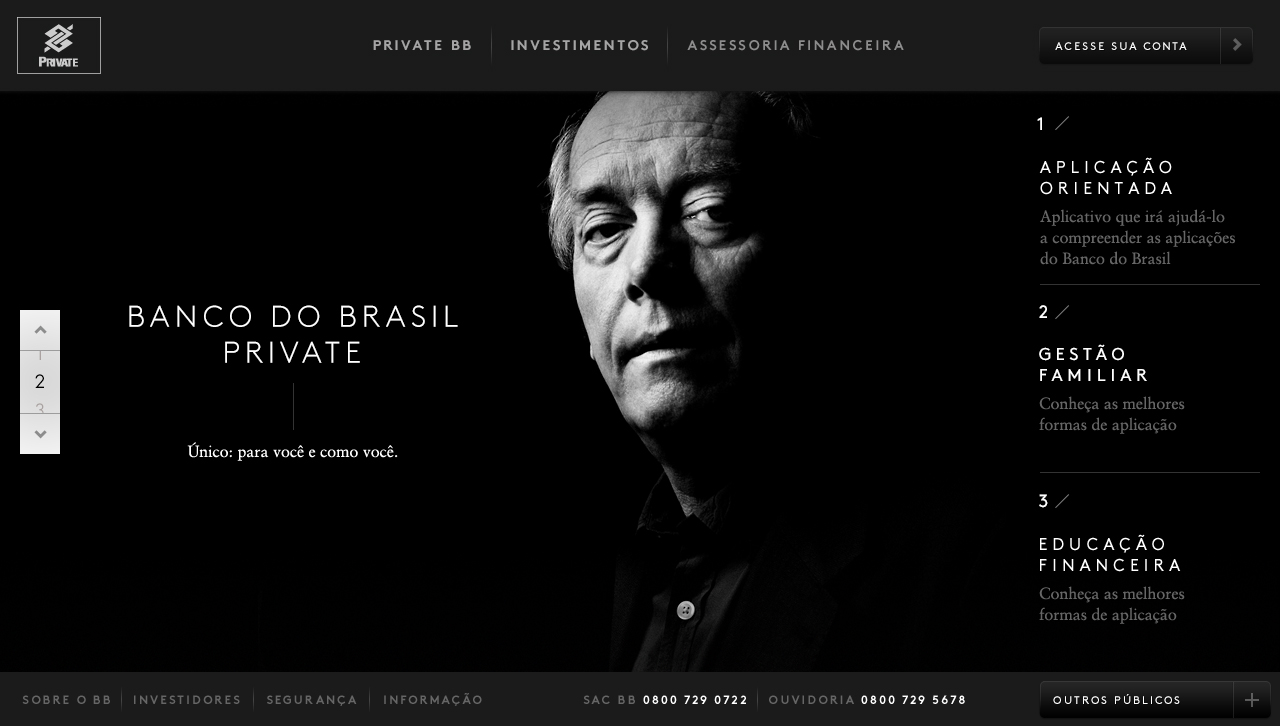 PRIVATE
PRIVATE BB
INVESTIMENTOS
ASSESSORIA FINANCEIRA
ACESSE SUA CONTA
1
APLICAÇÃO
ORIENTADA
Aplicativo que irá ajudá-lo
a compreender as aplicações
do Banco do Brasil
BANCO DO BRASIL
PRIVATE
Único: para você e como você.
1
2
3
2
GESTÃO
FAMILIAR
Conheça as melhores
formas de aplicação
3
EDUCAÇÃO
FINANCEIRA
Conheça as melhores
formas de aplicação
SOBRE O BB
INVESTIDORES
SEGURANÇA
INFORMAÇÃO
SAC BB 0800 729 0722
OUVIDORIA 0800 729 5678
OUTROS PÚBLICOS